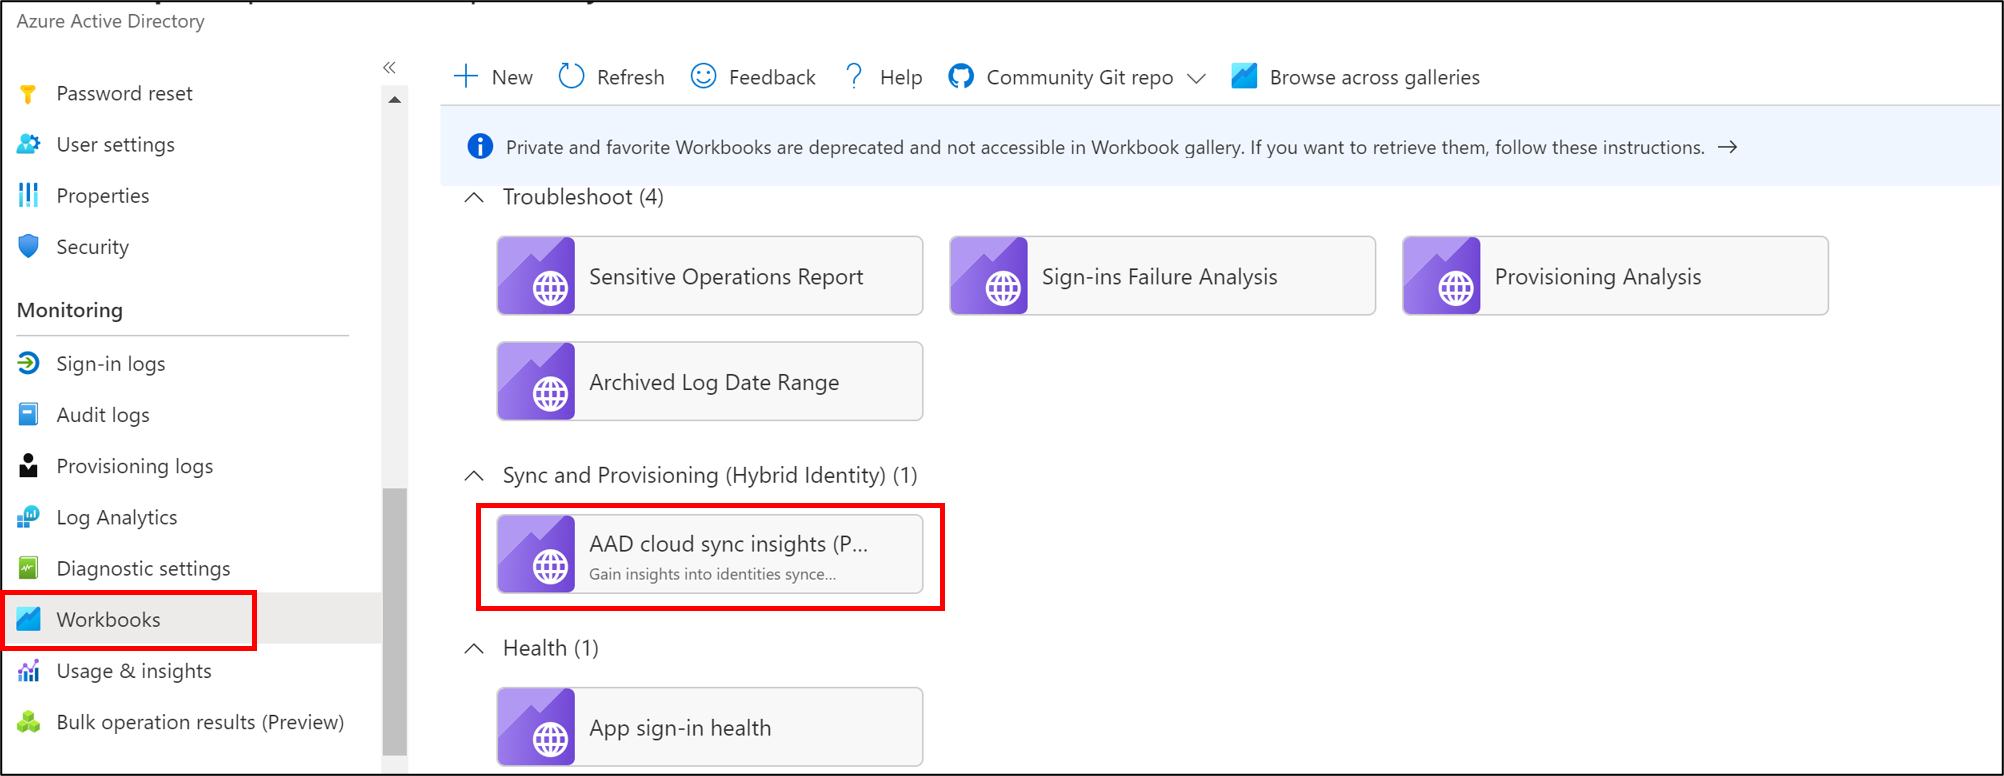 Azure Active Directory
«
Password reset
User settings
Properties
Security
Monitoring
Sign-in logs
Audit logs
Provisioning logs
Log Analytics
Diagnostic settings
Workbooks
Usage & insights
Bulk operation results (Preview)
New Refresh Feedback Help Community Git repo Browse across galleries
Private and favorite Workbooks are deprecated and not accessible in Workbook gallery. If you want to retrieve them, follow these instructions. →
Troubleshoot (4)
Sensitive Operations Report
Sign-ins Failure Analysis
Provisioning Analysis
Archived Log Date Range
Sync and Provisioning (Hybrid Identity) (1)
AAD cloud sync insights (P...
Gain insights into identities synce...
Health (1)
App sign-in health